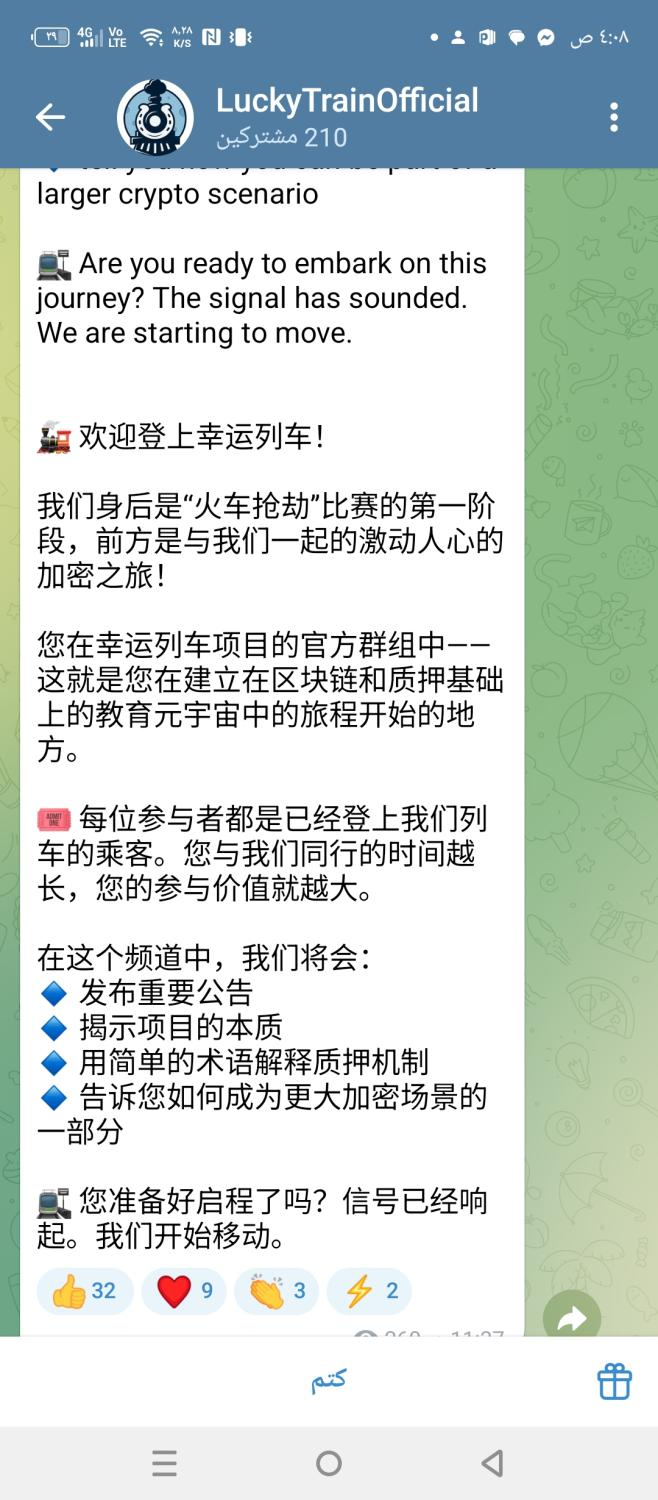 ٢٩ 4G Vo LTE ٨,٢٨ K/S ٤:٠٨ ص
LuckyTrainOfficial
210 مشتركين
larger crypto scenario
Are you ready to embark on this
journey? The signal has sounded.
We are starting to move.
欢迎登上幸运列车！
我们身后是“火车抢劫”比赛的第一阶
段，前方是与我们一起的激动人心的
加密之旅！
您在幸运列车项目的官方群组中——
这就是您在建立在区块链和质押基础
上的教育元宇宙中的旅程开始的地
方。
每位参与者都是已经登上我们列
车的乘客。您与我们同行的时间越
长，您的参与价值就越大。
在这个频道中，我们将会：
发布重要公告
揭示项目的本质
用简单的术语解释质押机制
告诉您如何成为更大加密场景的
一部分
您准备好启程了吗？信号已经响
起。我们开始移动。
32 9 3 2
كتم